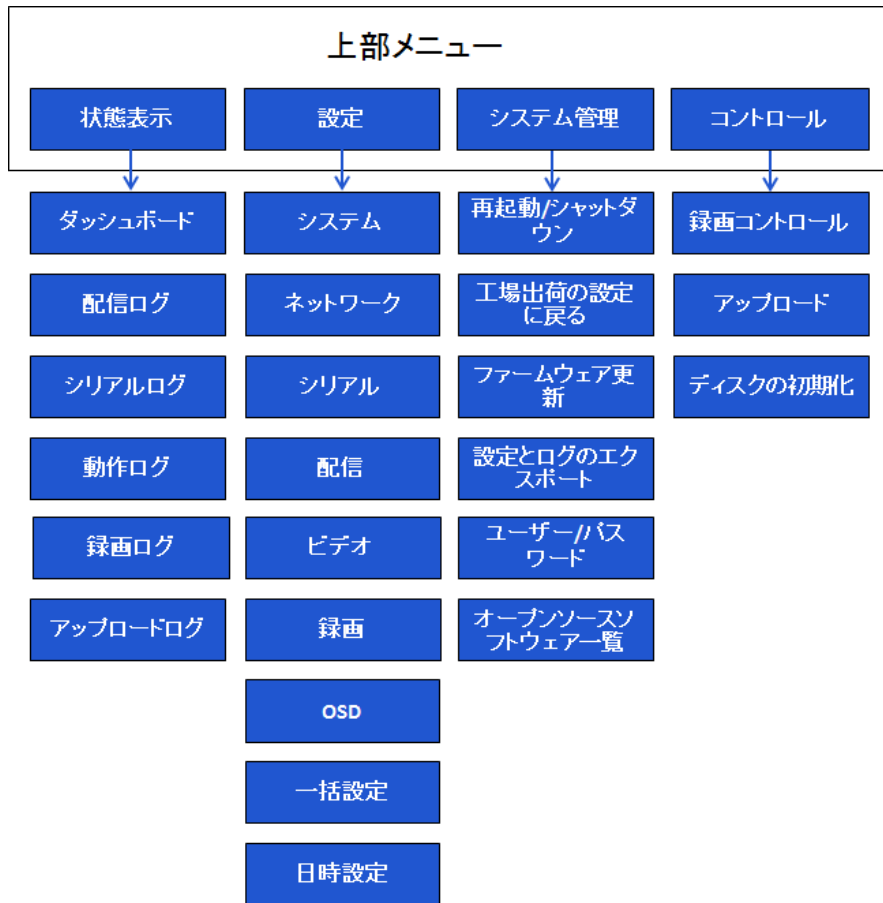 上部メニュー
状態表示
設定
システム管理
コントロール
ダッシュボード
システム
再起動/シャットダ
ウン
録画コントロール
配信ログ
ネットワーク
工場出荷の設定
に戻る
アップロード
シリアルログ
シリアル
ファームウェア更
新
ディスクの初期化
動作ログ
配信
設定とログのエク
スポート
録画ログ
ビデオ
ユーザー/パス
ワード
アップロードログ
録画
オープンソースソ
フトウェア一覧
OSD
一括設定
日時設定